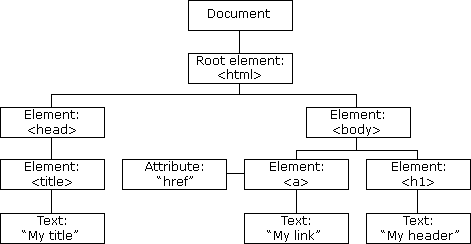 Document
Root element:
<html>
Element:
<head>
Element:
<body>
Element:
<title>
Attribute:
“href”
Element:
<a>
Element:
<h1>
Text:
“My title”
Text:
“My link”
Text:
“My header”